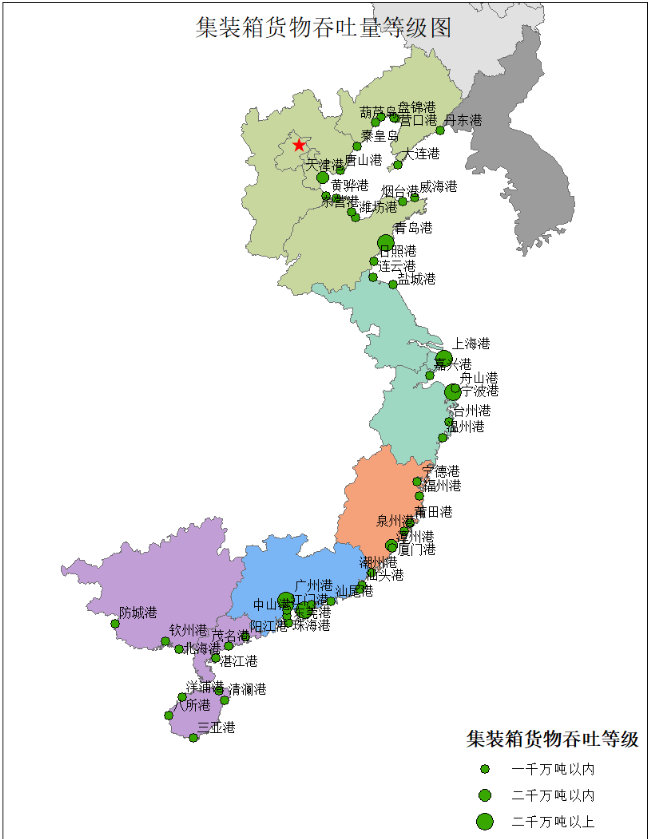 集装箱货物吞吐量等级图
葫芦岛
盘锦港
营口港
丹东港
秦皇岛
大连港
唐山港
天津港
黄骅港
烟台港
威海港
东营港
潍坊港
青岛港
日照港
连云港
盐城港
上海港
嘉兴港
舟山港
宁波港
台州港
温州港
宁德港
福州港
莆田港
泉州港
漳州港
厦门港
潮州港
汕头港
广州港
汕尾港
江门港
中山港
东莞港
珠海港
阳江港
防城港
钦州港
茂名港
北海港
湛江港
洋浦港
清澜港
八所港
三亚港
集装箱货物吞吐等级
一千万吨以内
二千万吨以内
二千万吨以上